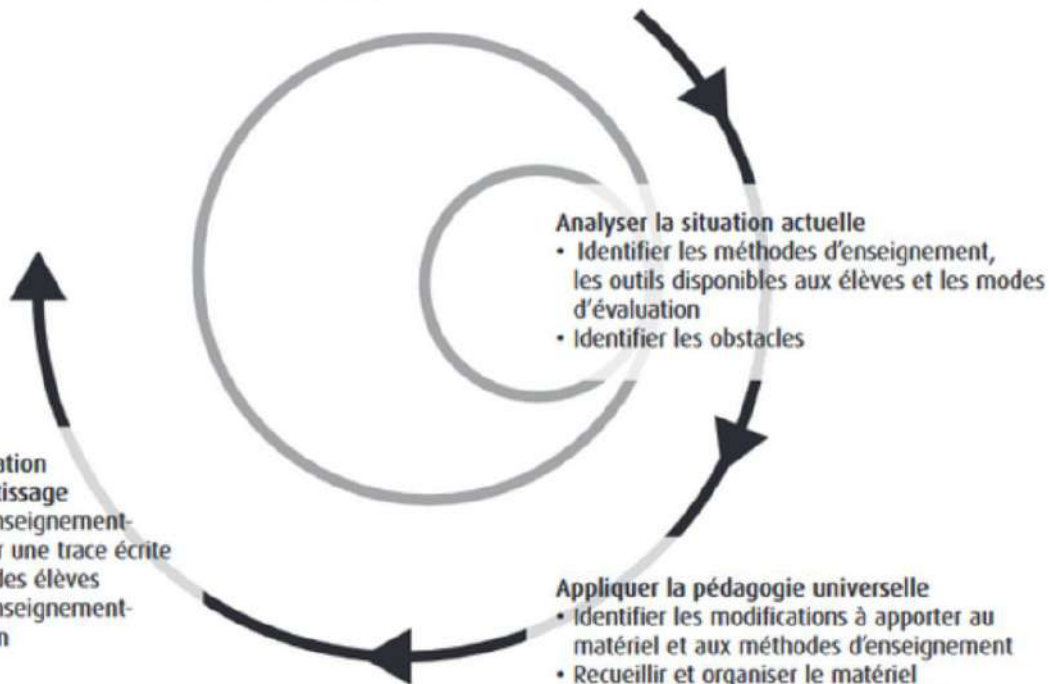 Analyser la situation actuelle
• Identifier les méthodes d'enseignement,
les outils disponibles aux élèves et les modes
d'évaluation
• Identifier les obstacles
Appliquer la pédagogie universelle
• Identifier les modifications à apporter au
matériel et aux méthodes d'enseignement
• Recueillir et organiser le matériel
nseignement-
une trace écrite
des élèves
nseignement-